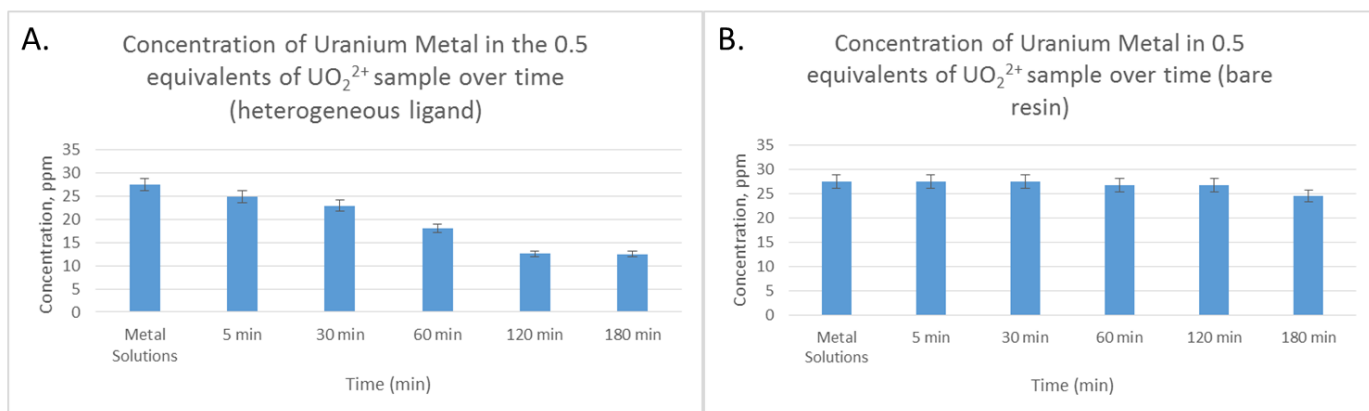 A.
Concentration of Uranium Metal in the 0.5
equivalents of UO₂²⁺ sample over time
(heterogeneous ligand)
Concentration, ppm
35
30
25
20
15
10
5
0
Metal Solutions 5 min 30 min 60 min 120 min 180 min
Time (min)
B.
Concentration of Uranium Metal in 0.5
equivalents of UO₂²⁺ sample over time (bare
resin)
Concentration, ppm
35
30
25
20
15
10
5
0
Metal Solutions 5 min 30 min 60 min 120 min 180 min
Time (min)